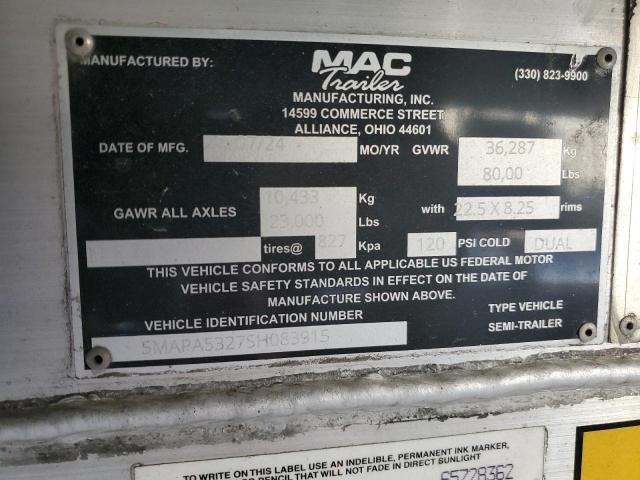 MANUFACTURED BY: MAC Trailer (330) 823-9900
MANUFACTURING, INC.
14599 COMMERCE STREET
ALLIANCE, OHIO 44601
DATE OF MFG. 07/24 MO/YR GVWR 36,287 Kg
80,00 Lbs
GAWR ALL AXLES 10,433 Kg
23,000 Lbs with 22.5 X 8.25 rims
tires@ 827 Kpa 120 PSI COLD DUAL
THIS VEHICLE CONFORMS TO ALL APPLICABLE US FEDERAL MOTOR
VEHICLE SAFETY STANDARDS IN EFFECT ON THE DATE OF
MANUFACTURE SHOWN ABOVE.
VEHICLE IDENTIFICATION NUMBER TYPE VEHICLE
5MAPA5327SH083915 SEMI-TRAILER
TO WRITE ON THIS LABEL USE AN INDELIBLE, PERMANENT INK MARKER,
OR PENCIL THAT WILL NOT FADE IN DIRECT SUNLIGHT
65728362